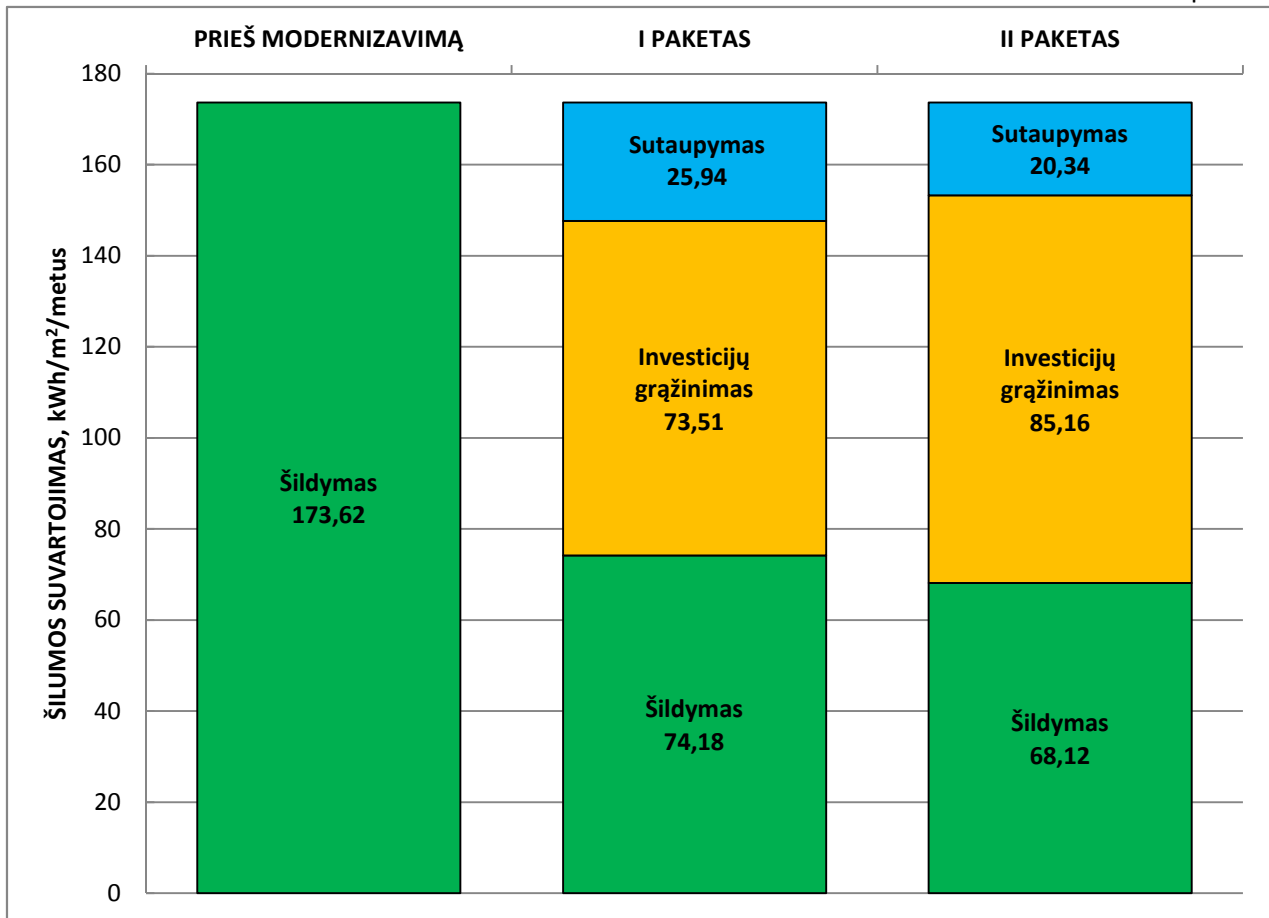 PRIEŠ MODERNIZAVIMĄ
I PAKETAS
II PAKETAS
ŠILUMOS SUVARTOJIMAS, kWh/m²/metus
180
160
140
120
100
80
60
40
20
0
Šildymas
173,62
Sutaupymas
25,94
Investicijų
grąžinimas
73,51
Šildymas
74,18
Sutaupymas
20,34
Investicijų
grąžinimas
85,16
Šildymas
68,12